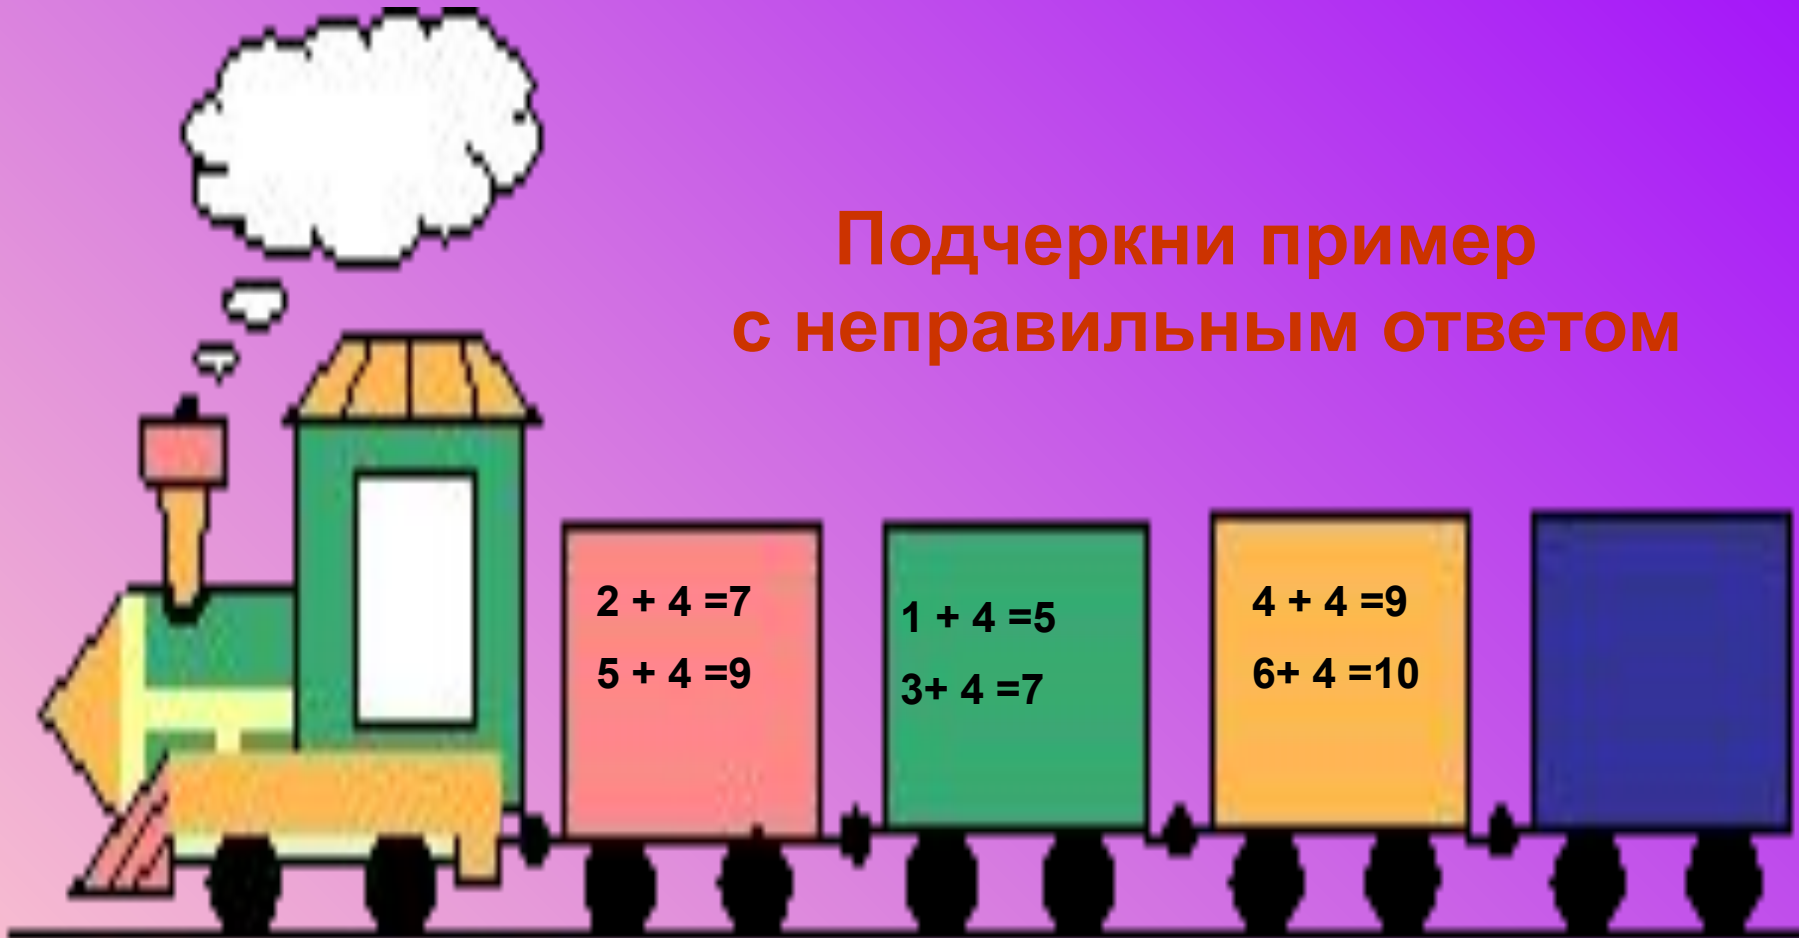 Подчеркни пример
с неправильным ответом
2 + 4 =7
5 + 4 =9
1 + 4 =5
3+ 4 =7
4 + 4 =9
6+ 4 =10